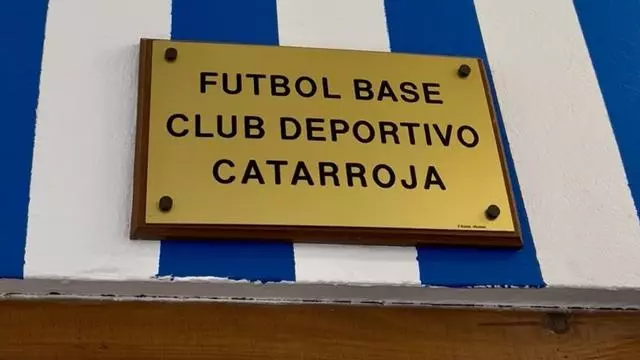 FUTBOL BASE
CLUB DEPORTIVO
CATARROJA